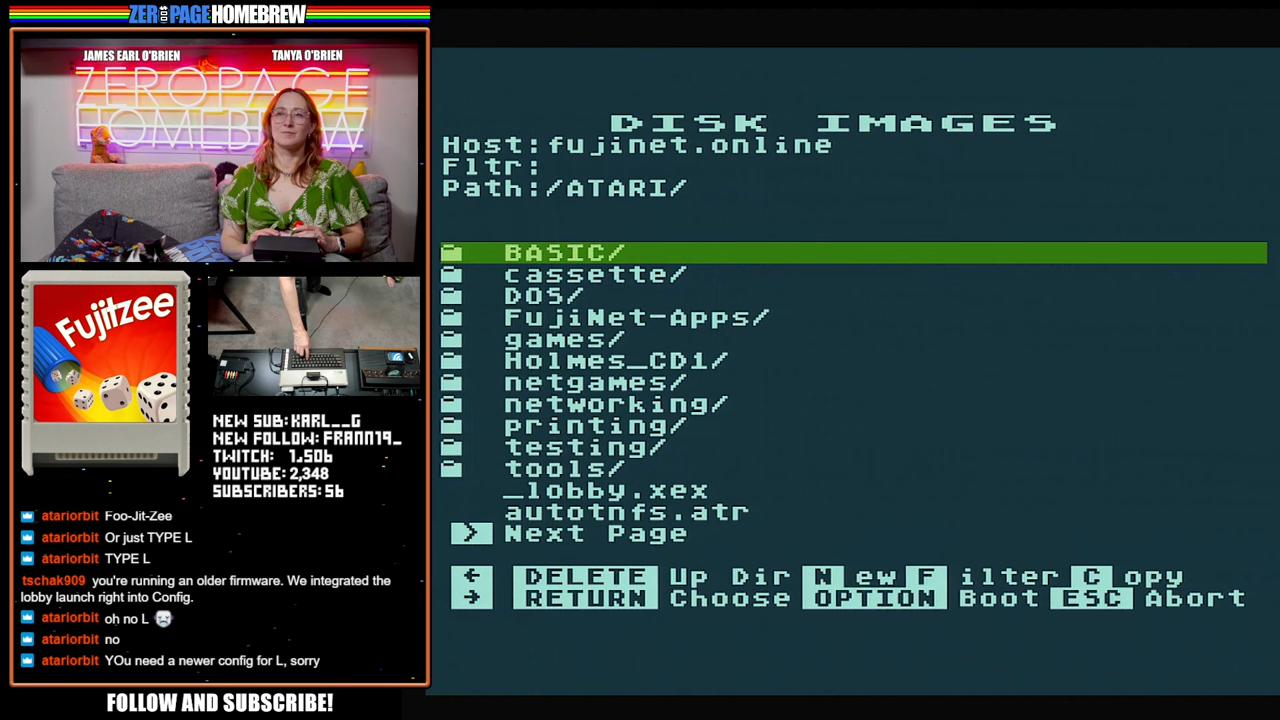 ZEROPAGE HOMEBREW
JAMES EARL O'BRIEN
TANYA O'BRIEN
ZEROPAGE
HOMEBREW
Fujitzee
NEW SUB: KARL__G
NEW FOLLOW: FRANN19_
TWITCH: 1,506
YOUTUBE: 2,348
SUBSCRIBERS: 56
atariorbit Foo-Jit-Zee
atariorbit Or just TYPE L
atariorbit TYPE L
tschak909 you're running an older firmware. We integrated the
lobby launch right into Config.
atariorbit oh no L
atariorbit no
atariorbit YOu need a newer config for L, sorry
FOLLOW AND SUBSCRIBE!
DISK IMAGES
Host:fujinet.online
Fltr:
Path:/ATARI/
BASIC/
cassette/
DOS/
FujiNet-Apps/
games/
Holmes_CD1/
netgames/
networking/
printing/
testing/
tools/
_lobby.xex
autotnfs.atr
> Next Page
← DELETE Up Dir New Filter Copy
→ RETURN Choose OPTION Boot ESC Abort